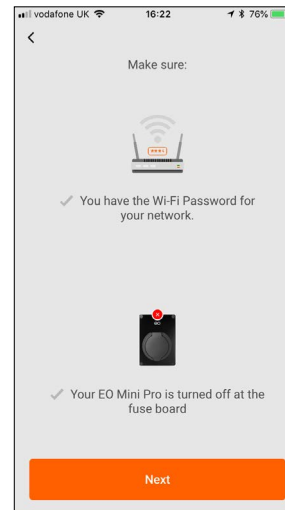 vodafone UK 16:22 76%
Make sure:
You have the Wi-Fi Password for
your network.
Your EO Mini Pro is turned off at the
fuse board
Next